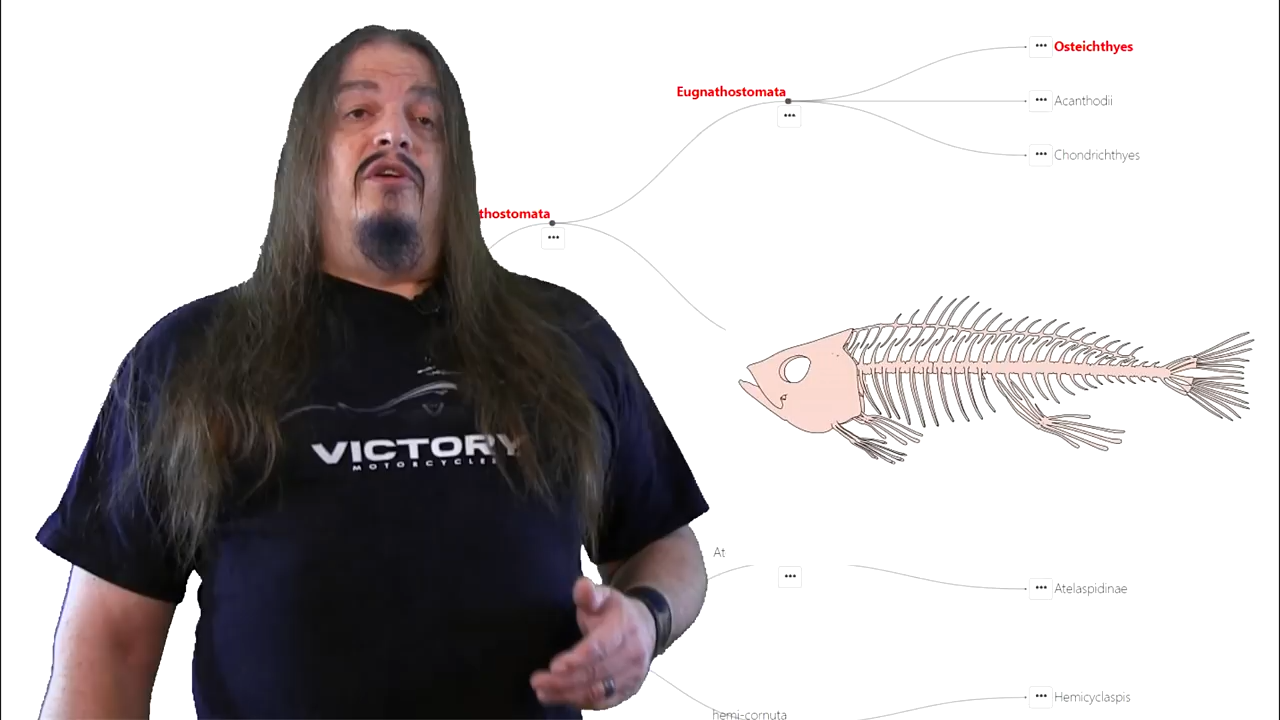 Osteichthyes
Eugnathostomata
Acanthodii
Chondrichthyes
thostomata
VICTORY
MOTORCYCLES
At
Atelaspidinae
Hemicyclaspis
hemi-cornuta